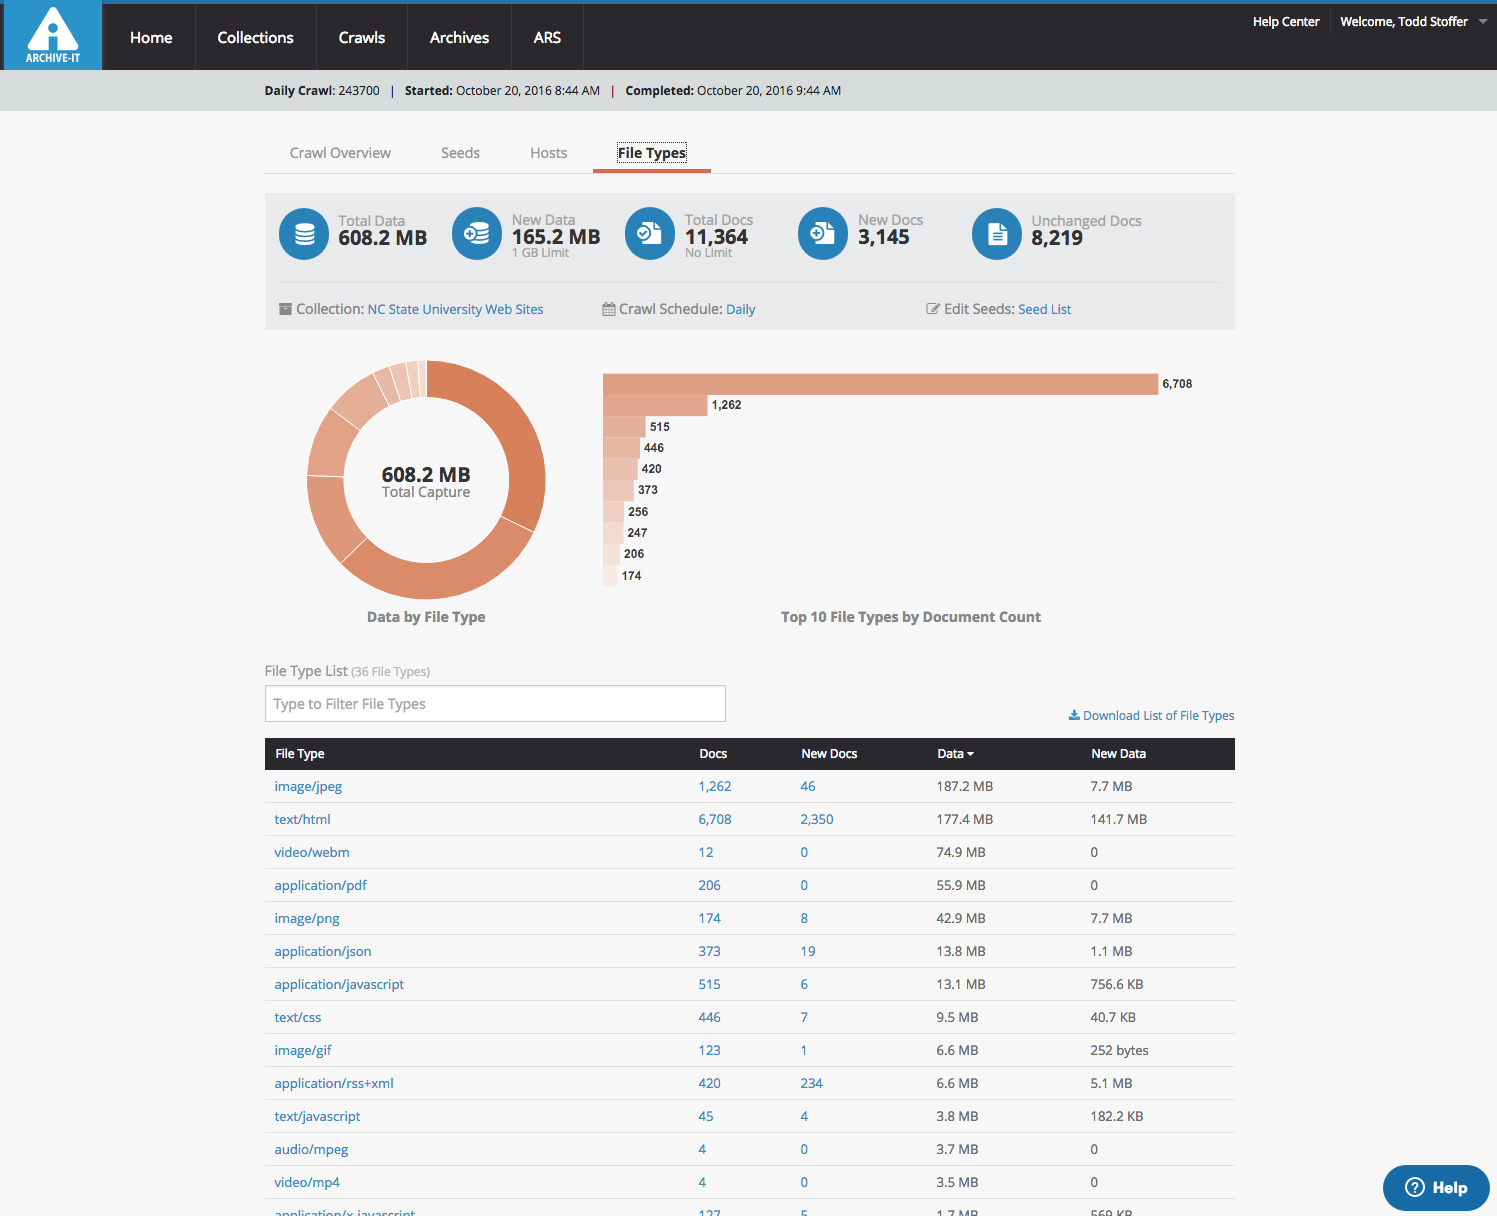 ARCHIVE-IT
Home Collections Crawls Archives ARS
Help Center Welcome, Todd Stoffer
Daily Crawl: 243700 | Started: October 20, 2016 8:44 AM | Completed: October 20, 2016 9:44 AM
Crawl Overview Seeds Hosts File Types
Total Data
608.2 MB
New Data
165.2 MB
1 GB Limit
Total Docs
11,364
No Limit
New Docs
3,145
Unchanged Docs
8,219
Collection: NC State University Web Sites Crawl Schedule: Daily Edit Seeds: Seed List
608.2 MB
Total Capture
Data by File Type
6,708
1,262
515
446
420
373
256
247
206
174
Top 10 File Types by Document Count
File Type List (36 File Types)
Type to Filter File Types
Download List of File Types
File Type Docs New Docs Data New Data
image/jpeg 1,262 46 187.2 MB 7.7 MB
text/html 6,708 2,350 177.4 MB 141.7 MB
video/webm 12 0 74.9 MB 0
application/pdf 206 0 55.9 MB 0
image/png 174 8 42.9 MB 7.7 MB
application/json 373 19 13.8 MB 1.1 MB
application/javascript 515 6 13.1 MB 756.6 KB
text/css 446 7 9.5 MB 40.7 KB
image/gif 123 1 6.6 MB 252 bytes
application/rss+xml 420 234 6.6 MB 5.1 MB
text/javascript 45 4 3.8 MB 182.2 KB
audio/mpeg 4 0 3.7 MB 0
video/mp4 4 0 3.5 MB 0
application/x-javascript 127 5 1.7 MB 569 KB
Help